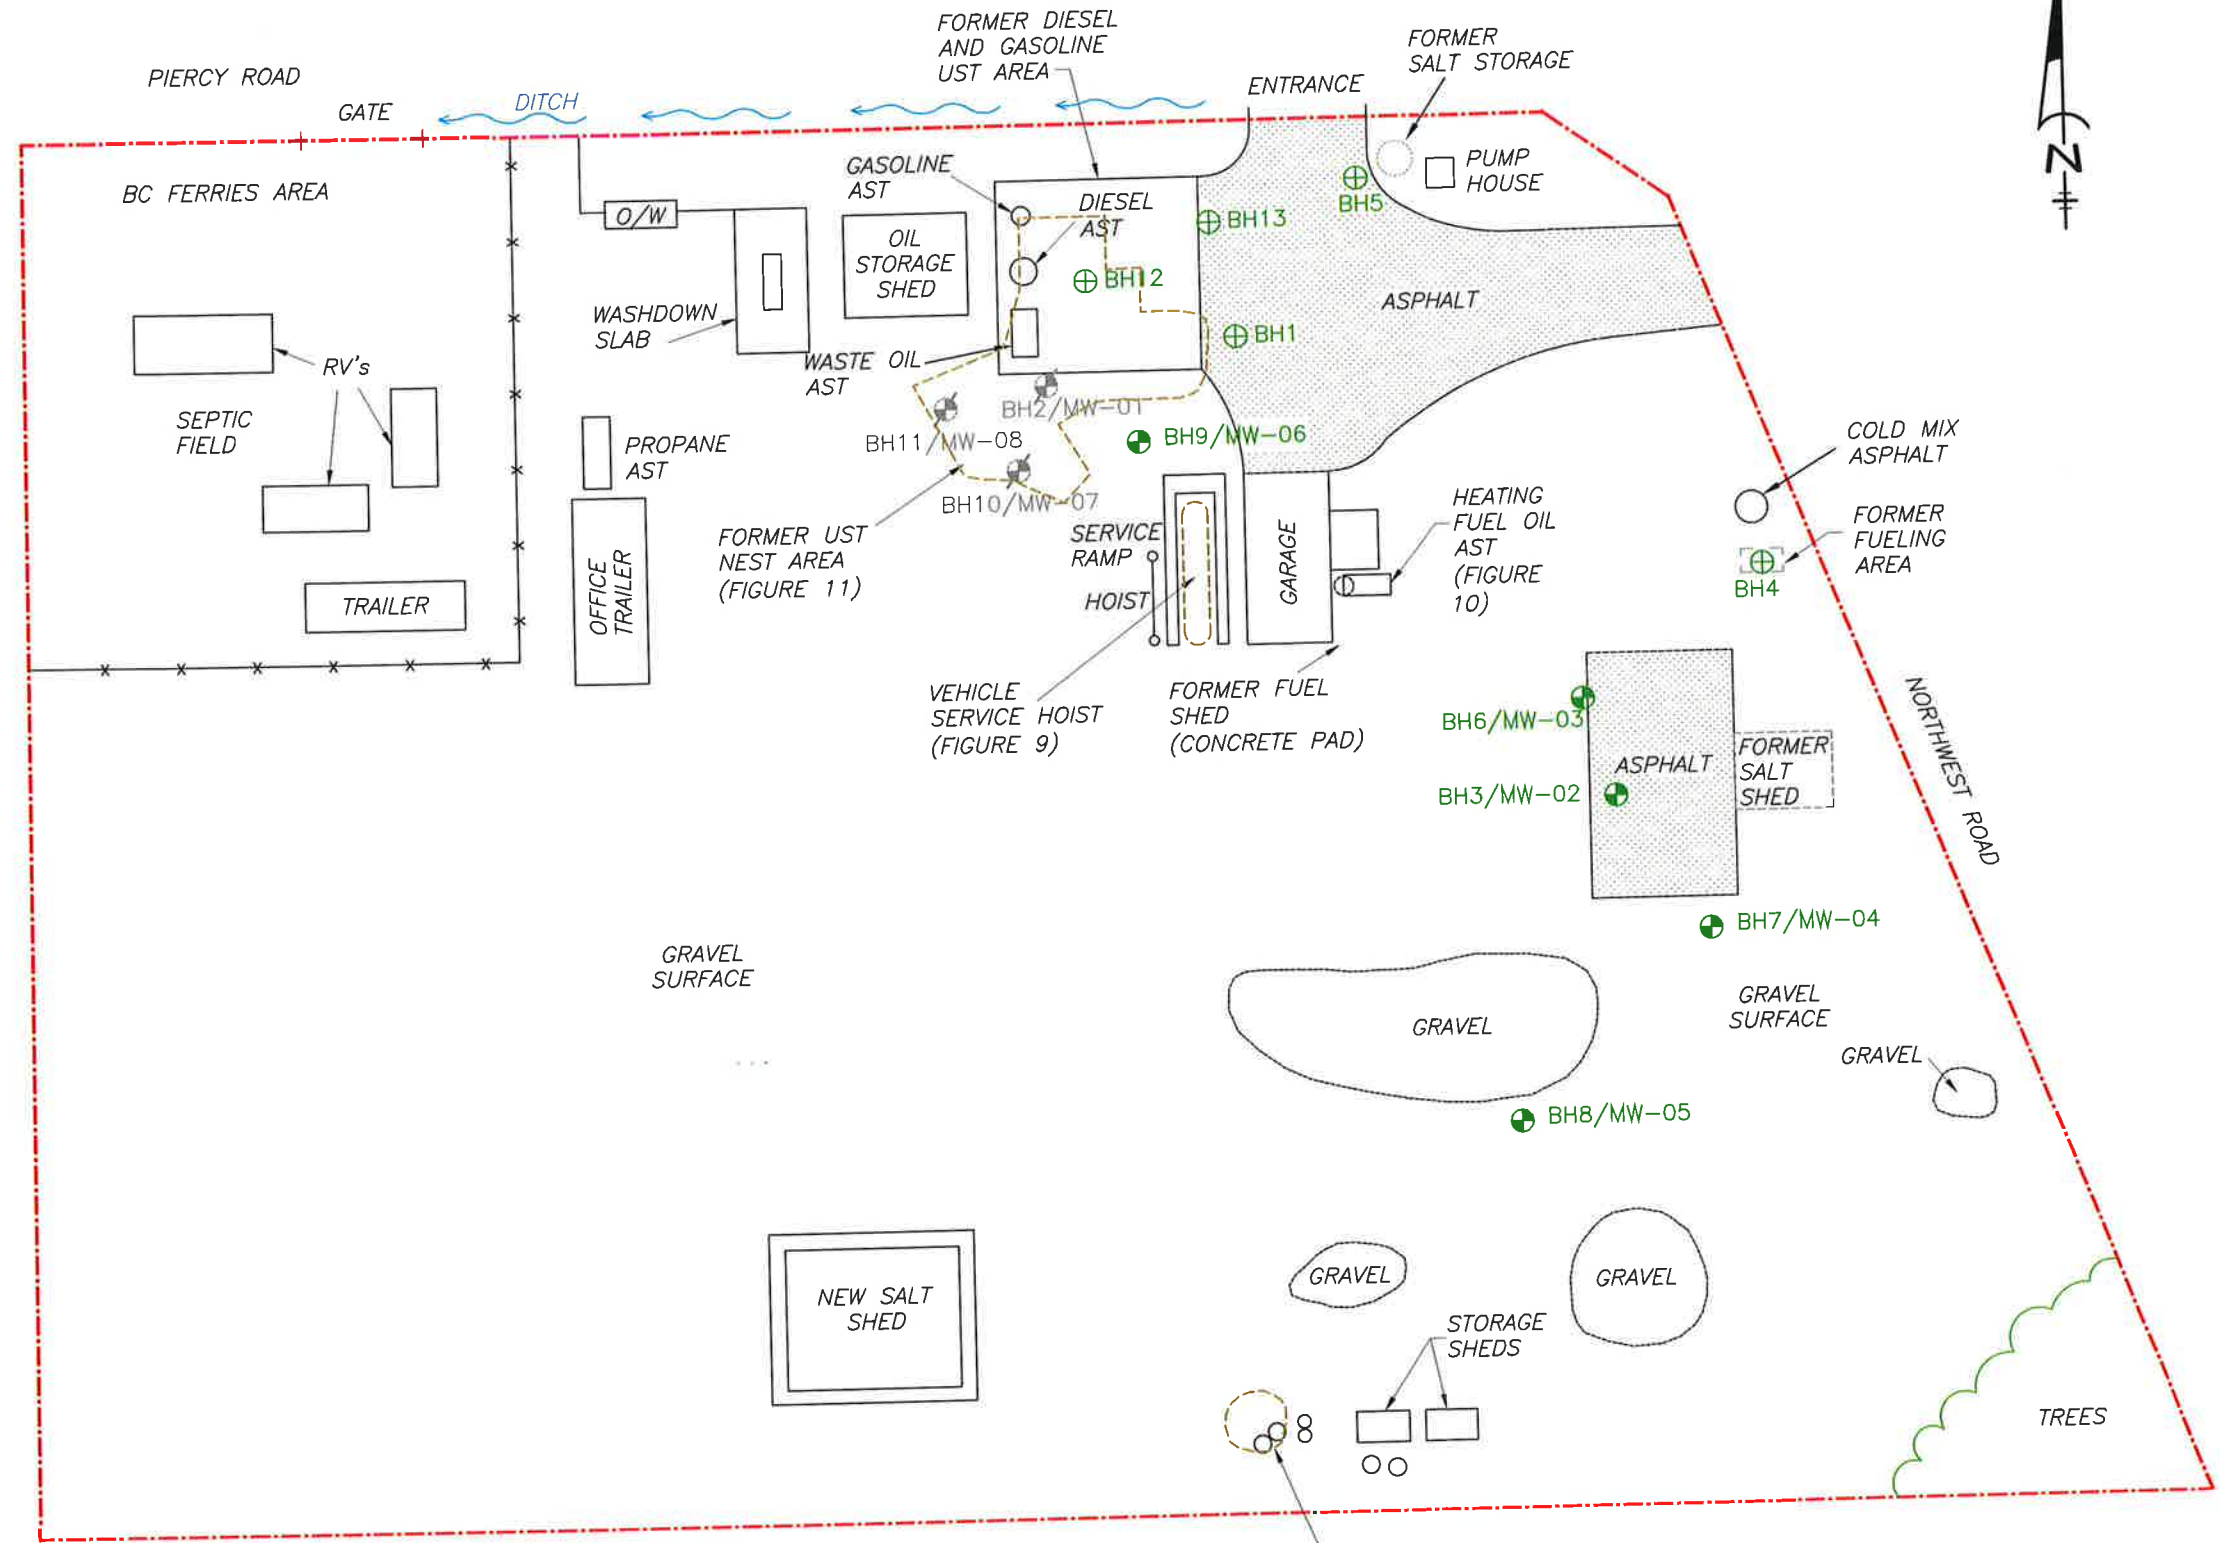 FORMER DIESEL
AND GASOLINE
UST AREA
FORMER
SALT STORAGE
PIERCY ROAD
GATE
DITCH
ENTRANCE
N
BC FERRIES AREA
GASOLINE
AST
DIESEL
AST
PUMP
HOUSE
BH5
BH13
O/W
OIL
STORAGE
SHED
BH12
ASPHALT
WASHDOWN
SLAB
BH1
WASTE OIL
AST
RV's
BH2/MW-01
SEPTIC
FIELD
PROPANE
AST
BH11/MW-08
BH9/MW-06
COLD MIX
ASPHALT
BH10/MW-07
HEATING
FUEL OIL
AST
(FIGURE
10)
FORMER
FUELING
AREA
FORMER UST
NEST AREA
(FIGURE 11)
SERVICE
RAMP
GARAGE
HOIST
BH4
TRAILER
OFFICE
TRAILER
VEHICLE
SERVICE HOIST
(FIGURE 9)
FORMER FUEL
SHED
(CONCRETE PAD)
BH6/MW-03
NORTHWEST ROAD
ASPHALT
FORMER
SALT
SHED
BH3/MW-02
BH7/MW-04
GRAVEL
SURFACE
GRAVEL
GRAVEL
SURFACE
GRAVEL
BH8/MW-05
NEW SALT
SHED
GRAVEL
GRAVEL
STORAGE
SHEDS
TREES